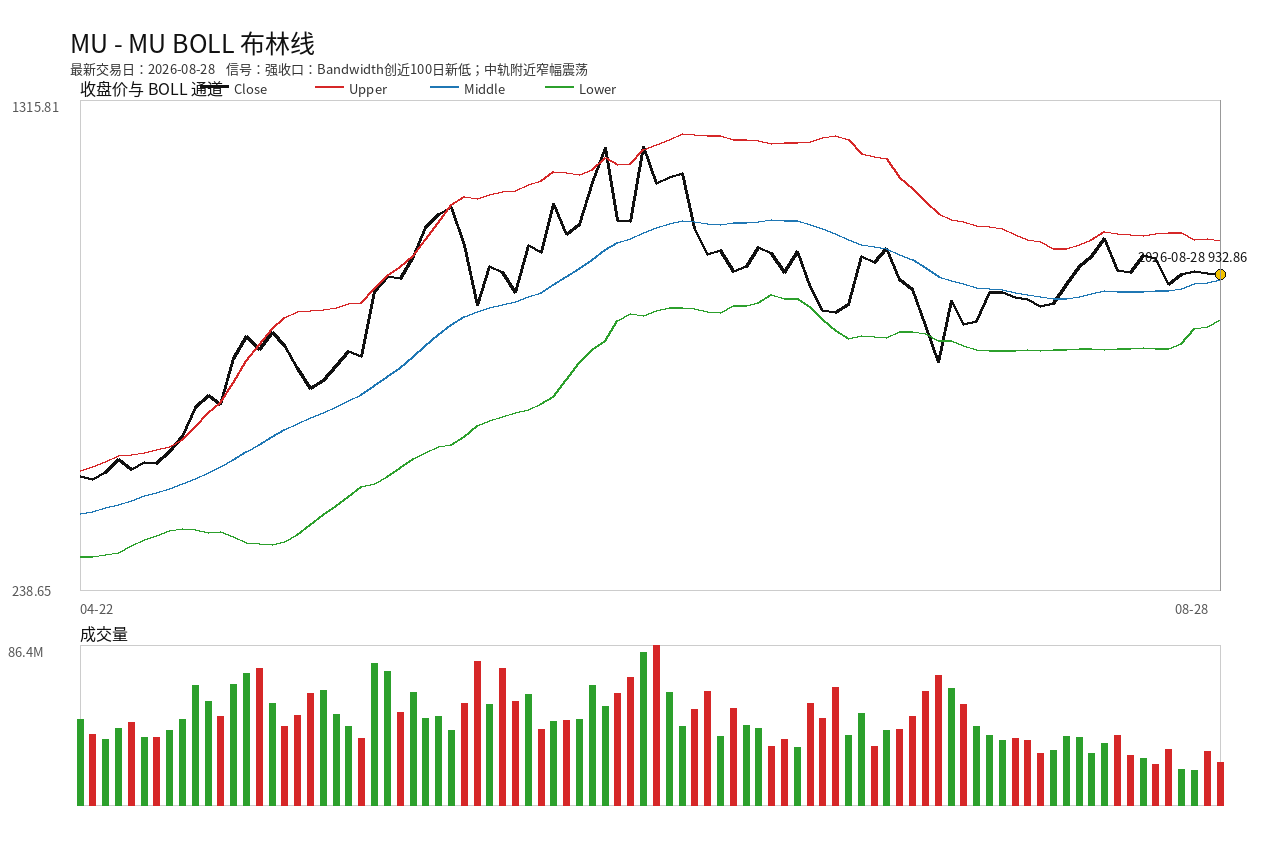 MU - MU BOLL 布林线
最新交易日：2026-08-28 信号：强收口：Bandwidth创近100日新低；中轨附近窄幅震荡
收盘价与 BOLL 通道 Close Upper Middle Lower
1315.81
2026-08-28 932.86
238.65
04-22 08-28
成交量
86.4M